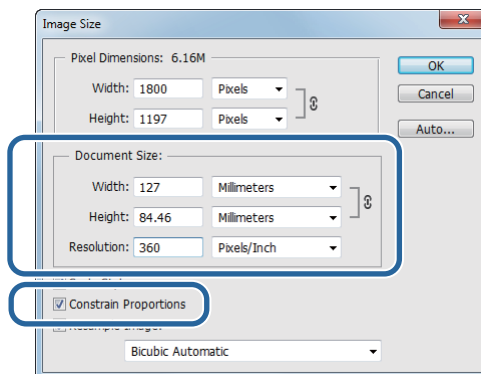 Image Size
Pixel Dimensions: 6.16M
Width: 1800 Pixels
Height: 1197 Pixels
OK
Cancel
Auto...
Document Size:
Width: 127 Millimeters
Height: 84.46 Millimeters
Resolution: 360 Pixels/Inch
Constrain Proportions
Bicubic Automatic